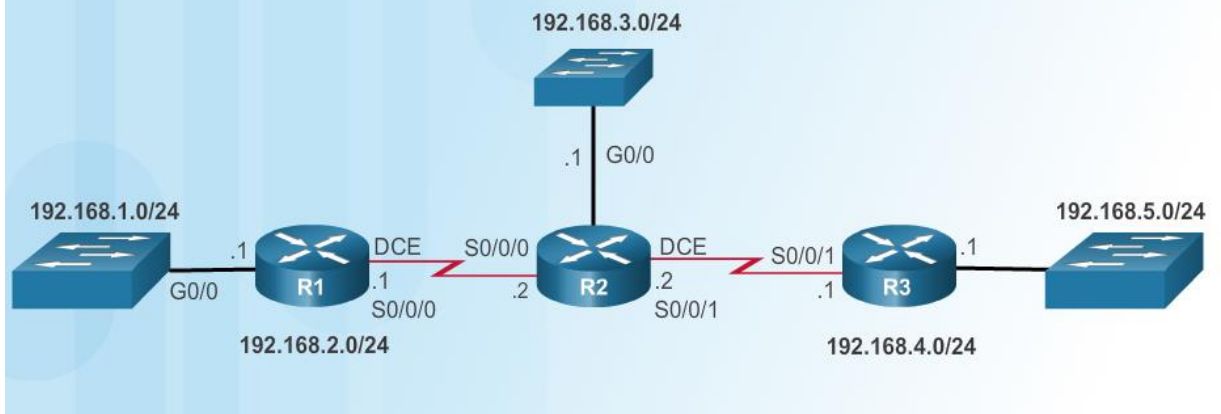 192.168.3.0/24
.1 G0/0
192.168.1.0/24
192.168.5.0/24
.1
G0/0
R1
DCE
.1
S0/0/0
S0/0/0
.2
R2
DCE
.2
S0/0/1
S0/0/1
.1
R3
.1
192.168.2.0/24
192.168.4.0/24